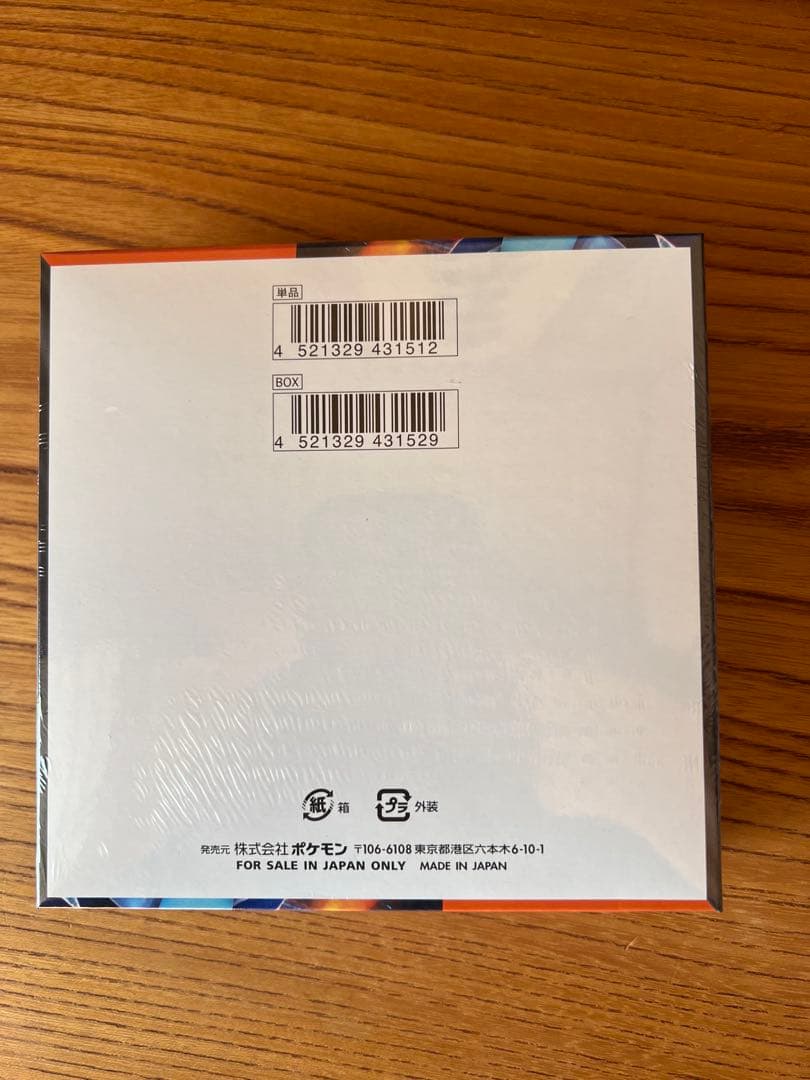 単品
4 521329 431512
BOX
4 521329 431529
紙 箱
プラ 外装
発売元 株式会社 ポケモン 〒106-6108 東京都港区六本木6-10-1
FOR SALE IN JAPAN ONLY MADE IN JAPAN